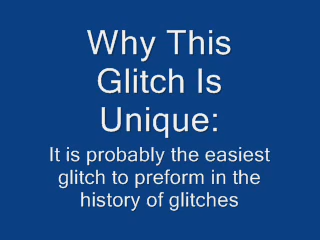 Why This
Glitch Is
Unique:
It is probably the easiest
glitch to preform in the
history of glitches